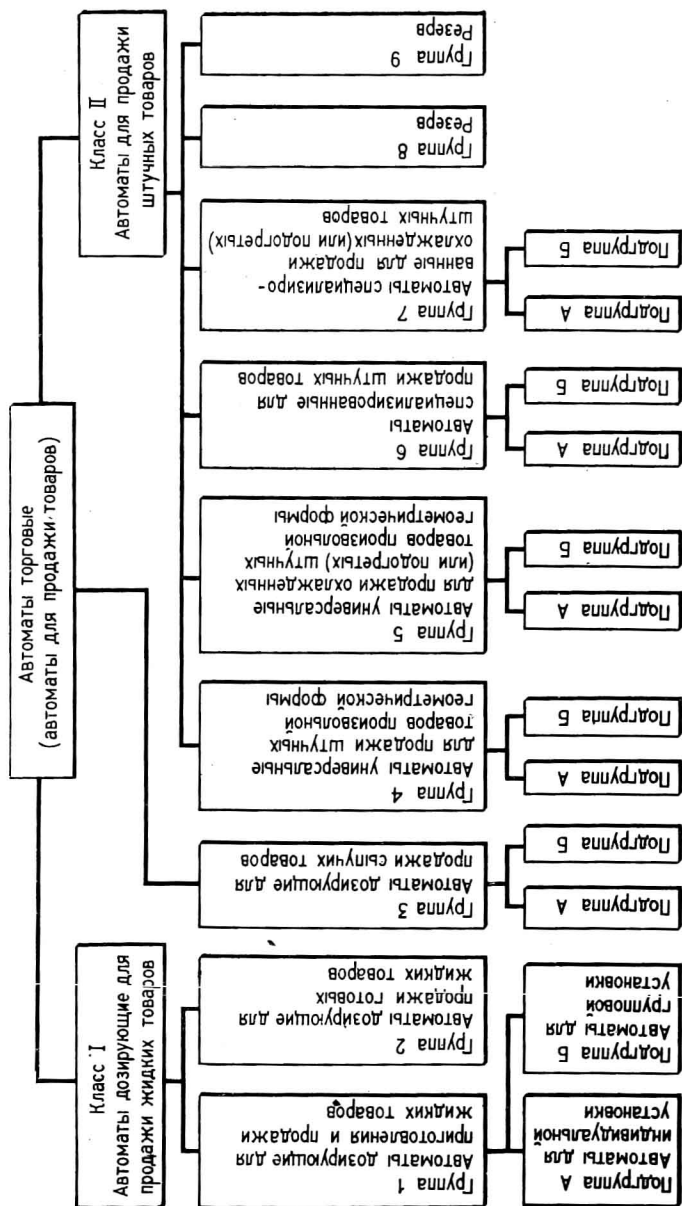 Автоматы торговые
(автоматы для продажи товаров)
Класс I
Автоматы дозирующие для
продажи жидких товаров
Класс II
Автоматы для продажи
штучных товаров
Группа 1
Автоматы дозирующие для
приготовления и продажи
жидких товаров
Группа 2
Автоматы дозирующие для
продажи готовых
жидких товаров
Группа 3
Автоматы дозирующие для
продажи сыпучих товаров
Группа 4
Автоматы универсальные
для продажи штучных
товаров произвольной
геометрической формы
Группа 5
Автоматы универсальные
для продажи охлажденных
(или подогретых) штучных
товаров произвольной
геометрической формы
Группа 6
Автоматы
специализированные для
продажи штучных товаров
Группа 7
Автоматы специализиро-
ванные для продажи
охлажденных (или подогретых)
штучных товаров
Группа 8
Резерв
Группа 9
Резерв
Подгруппа А
Автоматы для
индивидуальной
установки
Подгруппа Б
Автоматы для
групповой
установки
Подгруппа А
Подгруппа Б
Подгруппа А
Подгруппа Б
Подгруппа А
Подгруппа Б
Подгруппа А
Подгруппа Б
Подгруппа А
Подгруппа Б